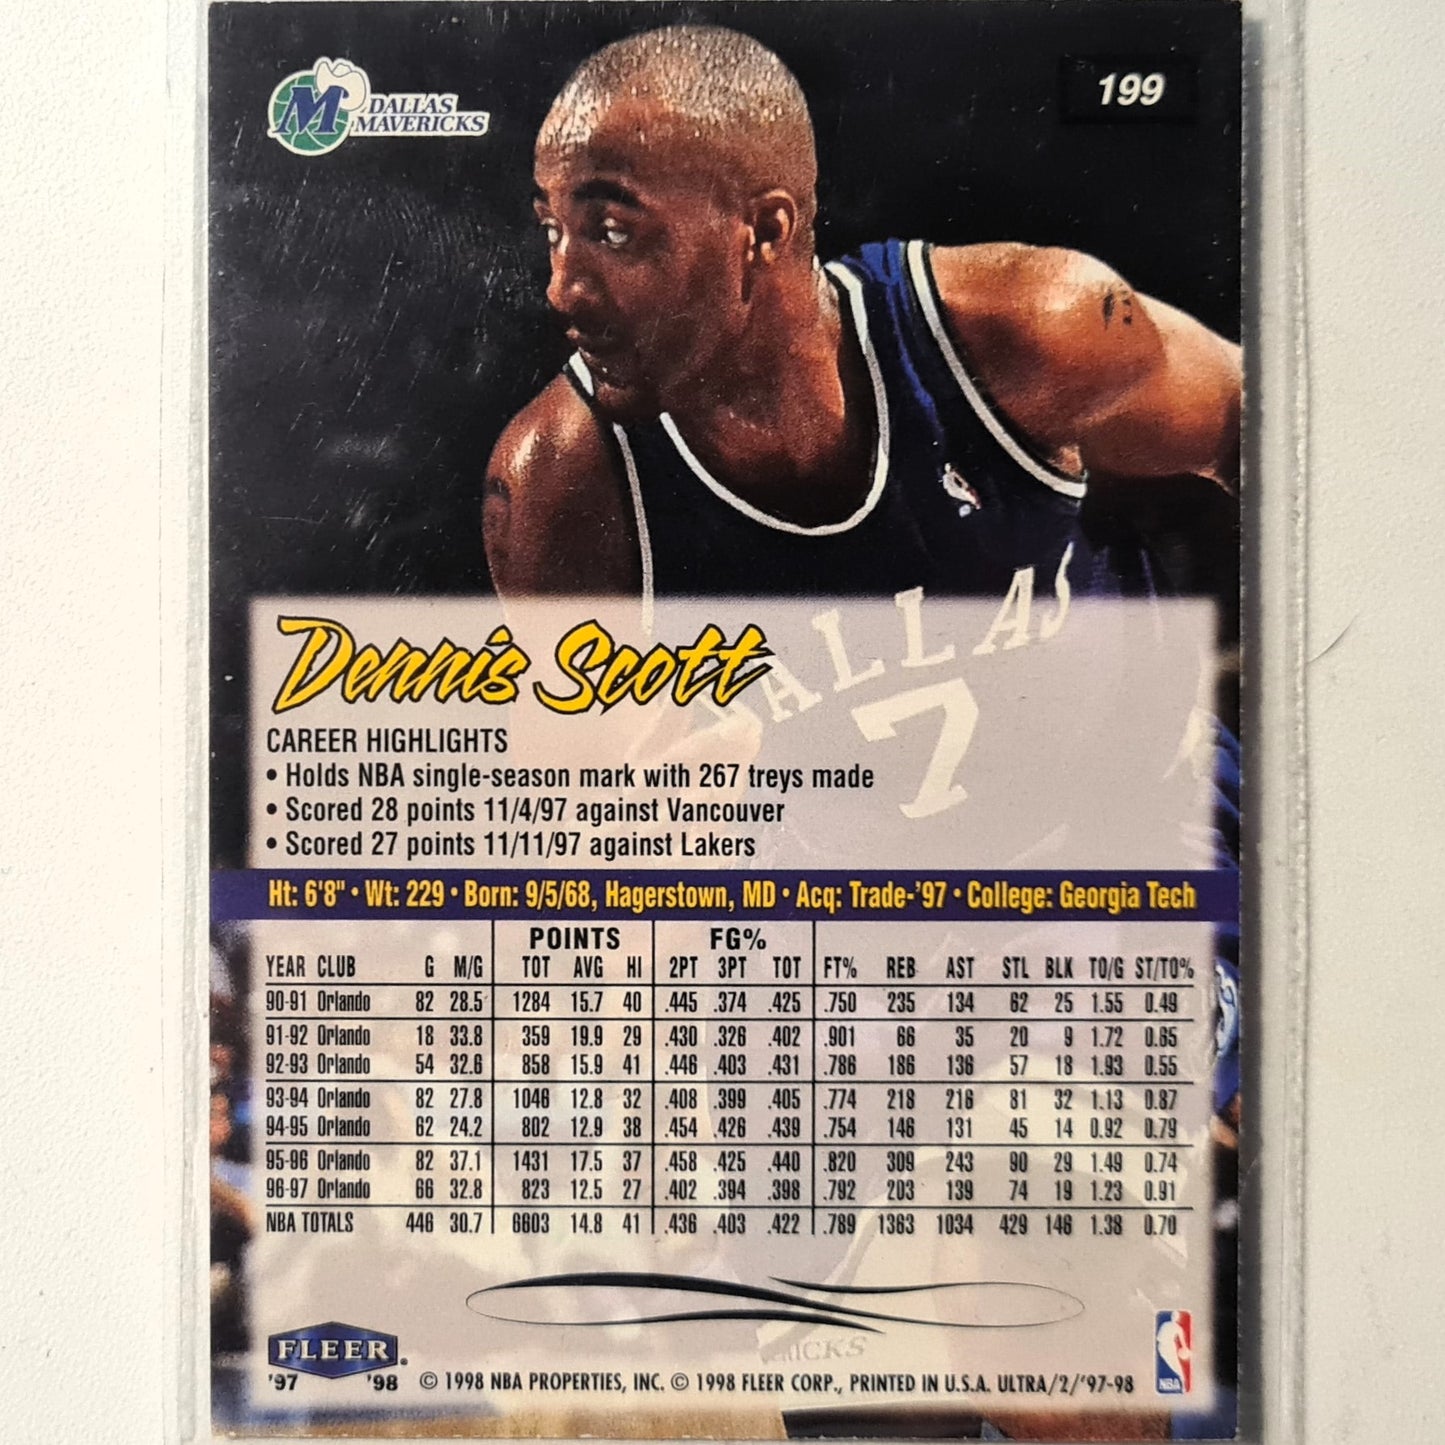 M DALLAS
MAVERICKS
199
DALLAS
7
Dennis Scott
CAREER HIGHLIGHTS
• Holds NBA single-season mark with 267 treys made
• Scored 28 points 11/4/97 against Vancouver
• Scored 27 points 11/11/97 against Lakers
Ht: 6'8" • Wt: 229 • Born: 9/5/68, Hagerstown, MD • Acq: Trade-'97 • College: Georgia Tech
POINTS FG%
YEAR CLUB G M/G TOT AVG HI 2PT 3PT TOT FT% REB AST STL BLK TO/G ST/TO%
90-91 Orlando 82 28.5 1284 15.7 40 .445 .374 .425 .750 235 134 62 25 1.55 0.49
91-92 Orlando 18 33.8 359 19.9 29 .430 .326 .402 .901 66 35 20 9 1.72 0.65
92-93 Orlando 54 32.6 858 15.9 41 .446 .403 .431 .786 186 136 57 18 1.93 0.55
93-94 Orlando 82 27.8 1046 12.8 32 .408 .399 .405 .774 218 216 81 32 1.13 0.87
94-95 Orlando 62 24.2 802 12.9 38 .454 .426 .439 .754 146 131 45 14 0.92 0.79
95-96 Orlando 82 37.1 1431 17.5 37 .458 .425 .440 .820 309 243 90 29 1.49 0.74
96-97 Orlando 66 32.8 823 12.5 27 .402 .394 .398 .792 203 139 74 19 1.23 0.91
NBA TOTALS 446 30.7 6603 14.8 41 .436 .403 .422 .789 1363 1034 429 146 1.38 0.70
FLEER
'97 '98
© 1998 NBA PROPERTIES, INC. © 1998 FLEER CORP., PRINTED IN U.S.A. ULTRA/2/'97-98
NBA